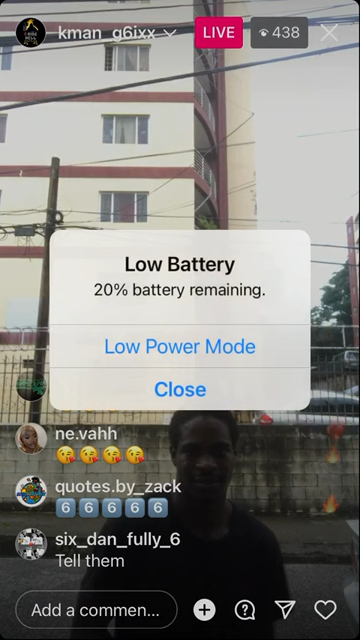 kman_g6ixx
LIVE
438
Low Battery
20% battery remaining.
Low Power Mode
Close
ne.vahh
😘😘😘😘
quotes.by_zack
6️⃣6️⃣6️⃣6️⃣6️⃣
six_dan_fully_6
Tell them
Add a commen...